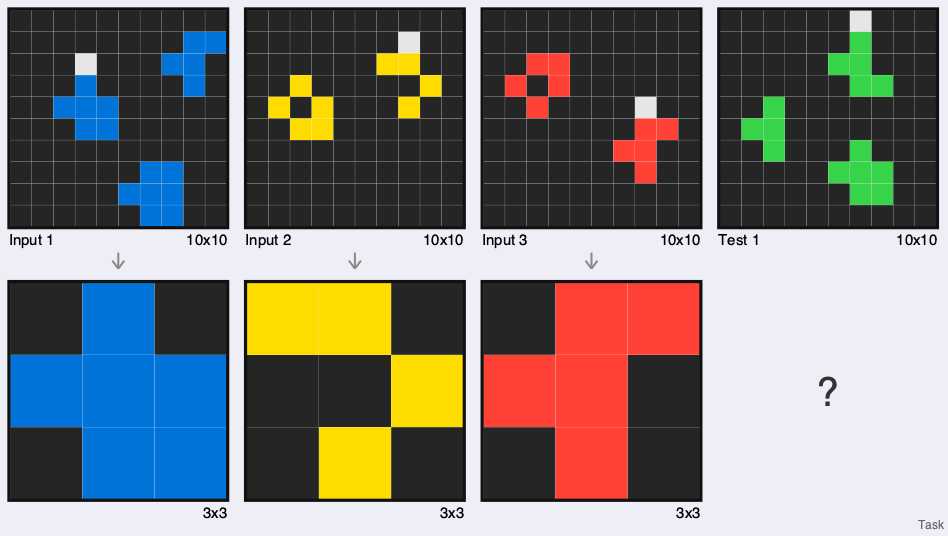 Input 1 10x10
Input 2 10x10
Input 3 10x10
Test 1 10x10
3x3
3x3
3x3
?
Task